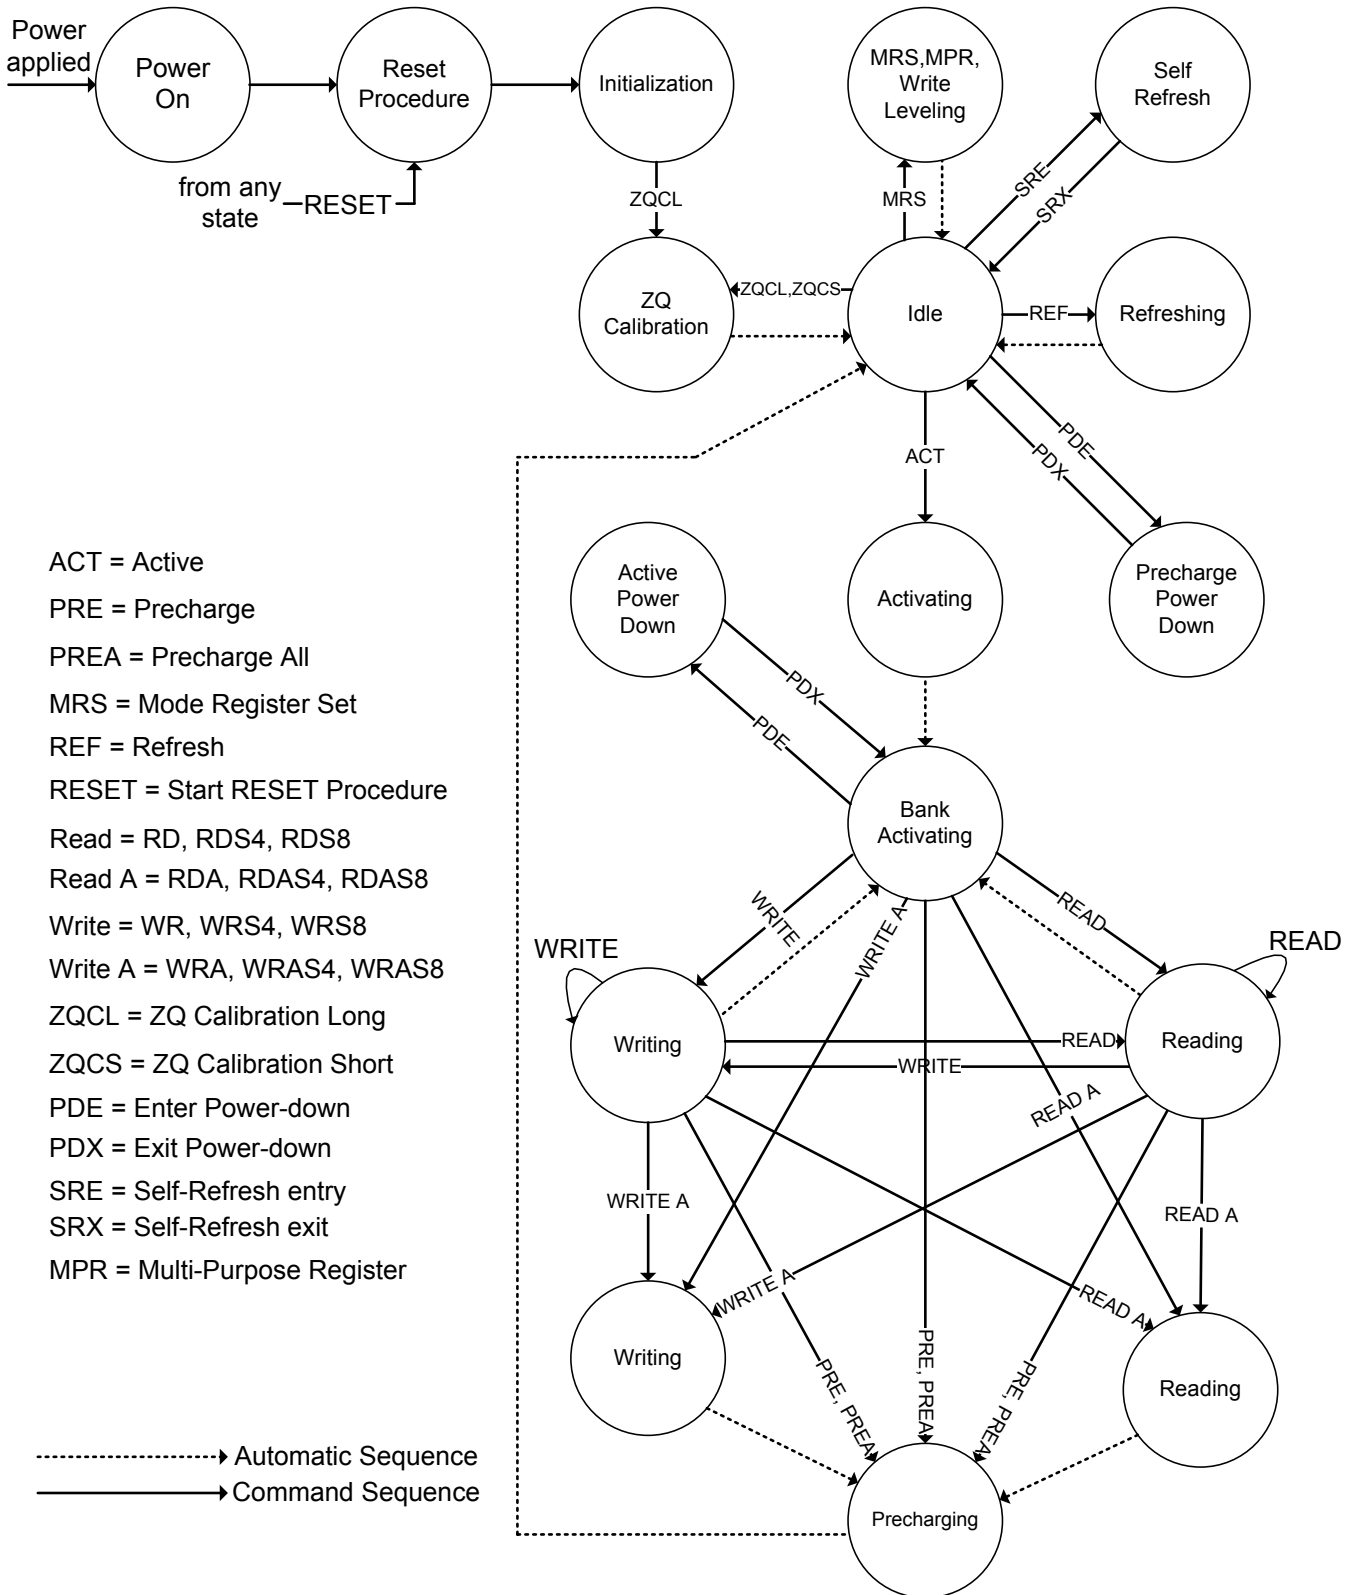 Power
applied
Power
On
Reset
Procedure
Initialization
MRS,MPR,
Write
Leveling
Self
Refresh
from any
state
RESET
ZQCL
MRS
SRE
SRX
ZQ
Calibration
ZQCL,ZQCS
Idle
REF
Refreshing
PDE
PDX
ACT
Active
Power
Down
Activating
Precharge
Power
Down
PDX
PDE
Bank
Activating
ACT = Active
PRE = Precharge
PREA = Precharge All
MRS = Mode Register Set
REF = Refresh
RESET = Start RESET Procedure
Read = RD, RDS4, RDS8
Read A = RDA, RDAS4, RDAS8
Write = WR, WRS4, WRS8
Write A = WRA, WRAS4, WRAS8
ZQCL = ZQ Calibration Long
ZQCS = ZQ Calibration Short
PDE = Enter Power-down
PDX = Exit Power-down
SRE = Self-Refresh entry
SRX = Self-Refresh exit
MPR = Multi-Purpose Register
WRITE
WRITE A
READ
WRITE
READ
Writing
READ
Reading
WRITE
READ A
WRITE A
READ A
WRITE A
READ A
Writing
PRE, PREA
PRE, PREA
PRE, PREA
Reading
Precharging
Automatic Sequence
Command Sequence